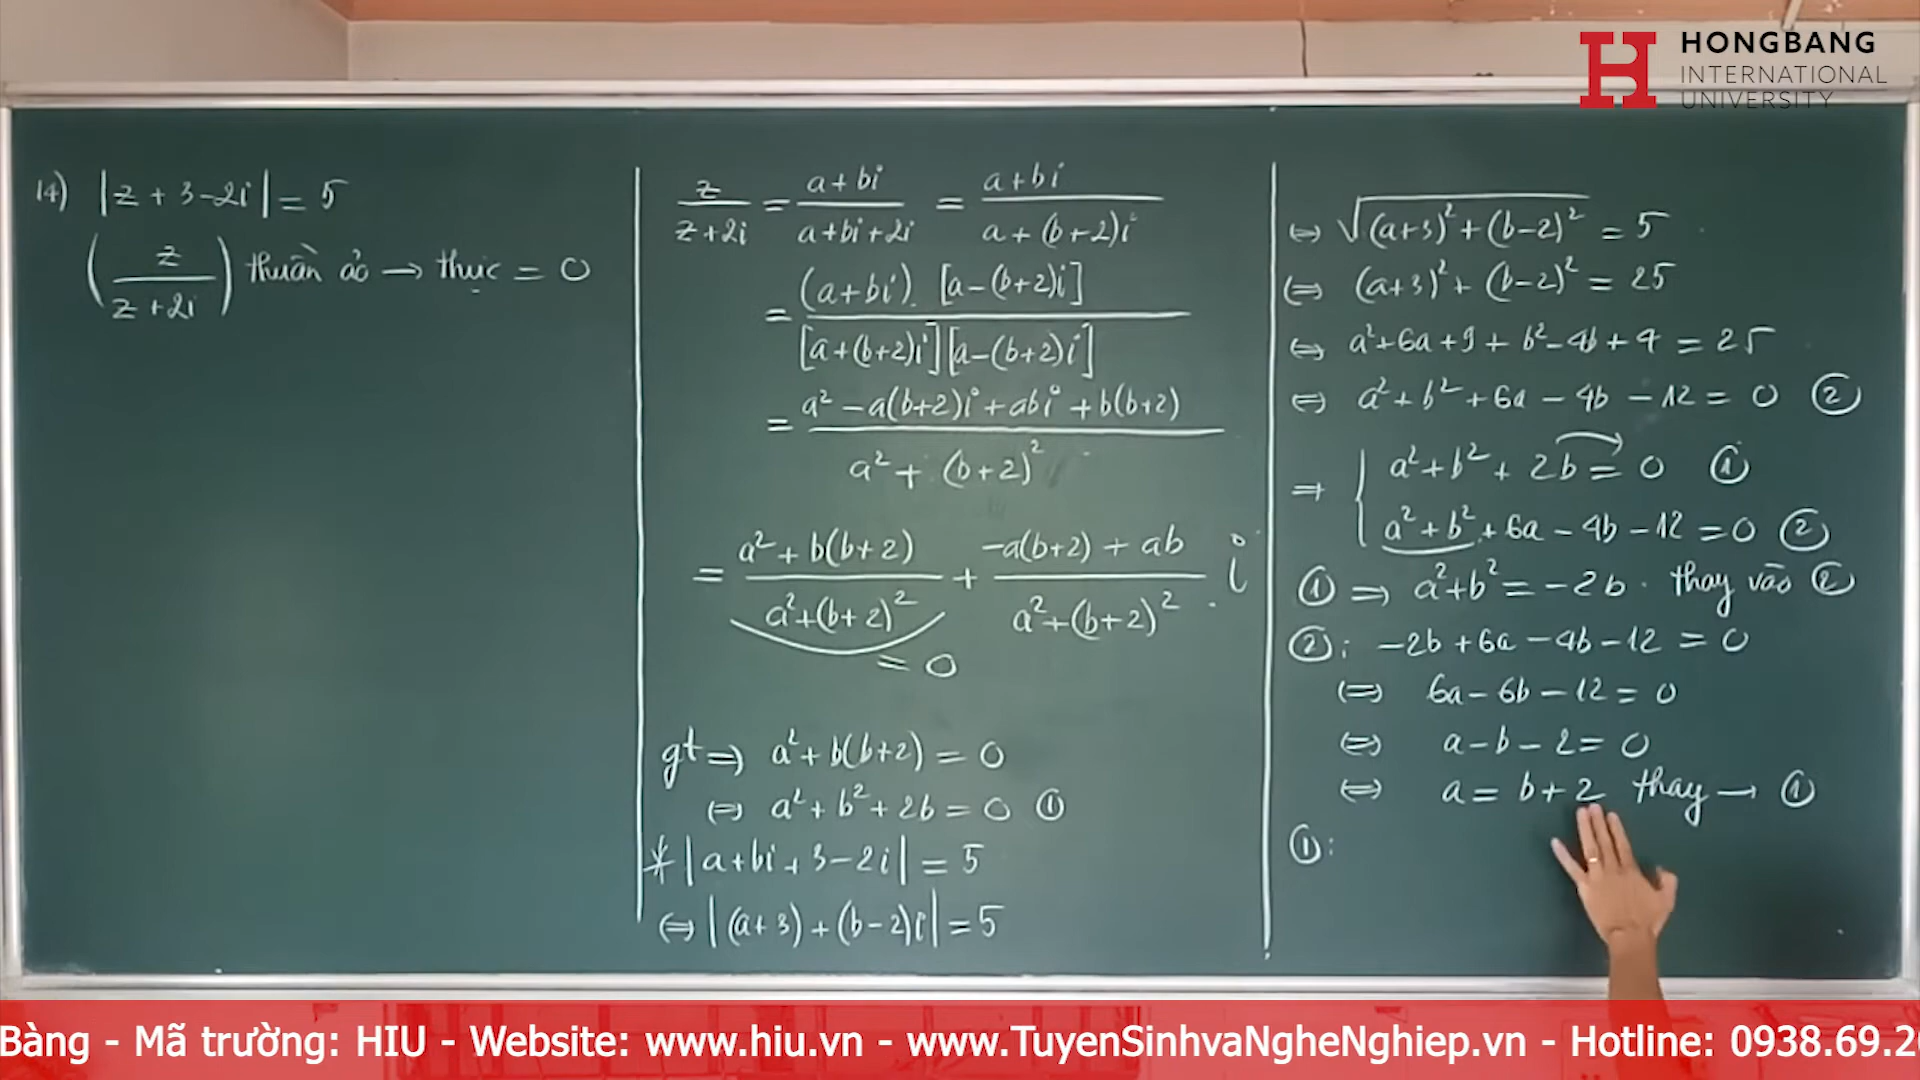 HONGBANG
INTERNATIONAL
UNIVERSITY
14) |z + 3 - 2i| = 5
(z / (z + 2i)) thuần ảo → thực = 0
z / (z + 2i) = (a + bi) / (a + bi + 2i) = (a + bi) / (a + (b + 2)i)
= (a + bi) . [a - (b + 2)i] / [a + (b + 2)i][a - (b + 2)i]
= (a² - a(b + 2)i + abi + b(b + 2)) / (a² + (b + 2)²)
= (a² + b(b + 2)) / (a² + (b + 2)²) + (-a(b + 2) + ab) / (a² + (b + 2)²) . i
= 0
gt ⇒ a² + b(b + 2) = 0
⇔ a² + b² + 2b = 0 ①
* |a + bi + 3 - 2i| = 5
⇔ |(a + 3) + (b - 2)i| = 5
⇔ √((a + 3)² + (b - 2)²) = 5
⇔ (a + 3)² + (b - 2)² = 25
⇔ a² + 6a + 9 + b² - 4b + 4 = 25
⇔ a² + b² + 6a - 4b - 12 = 0 ②
⇒ { a² + b² + 2b = 0 ①
a² + b² + 6a - 4b - 12 = 0 ②
① ⇒ a² + b² = -2b . thay vào ②
②: -2b + 6a - 4b - 12 = 0
⇔ 6a - 6b - 12 = 0
⇔ a - b - 2 = 0
⇔ a = b + 2 thay → ①
①:
Bàng - Mã trường: HIU - Website: www.hiu.vn - www.TuyenSinhvaNgheNghiep.vn - Hotline: 0938.69.2